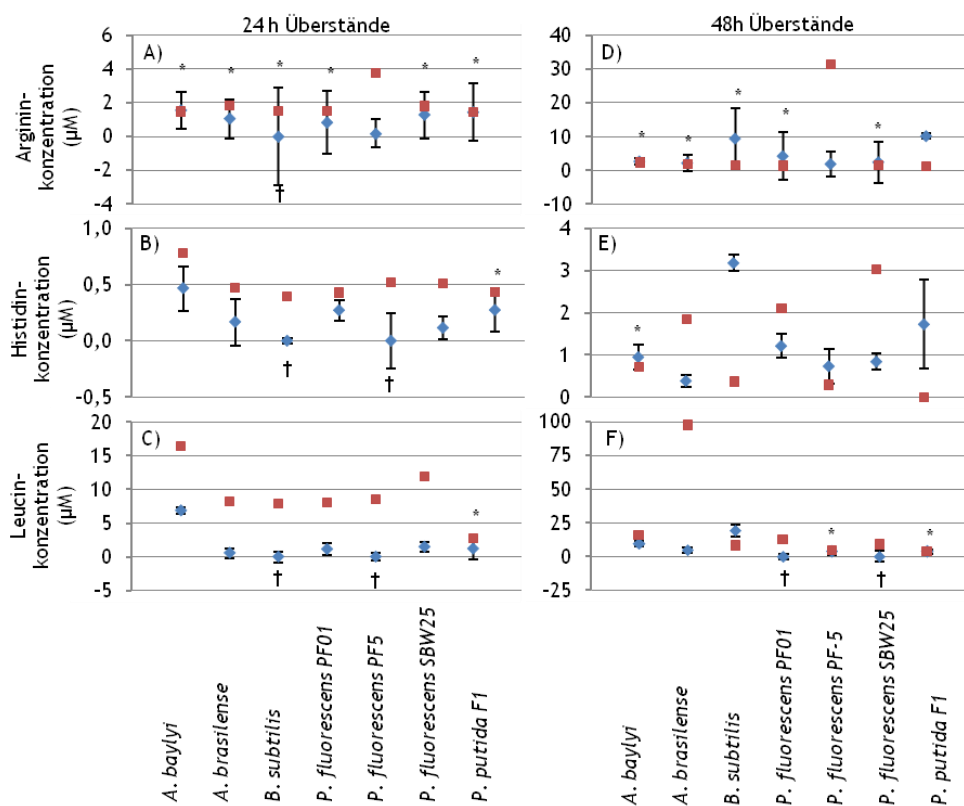 24h Überstände
48h Überstände
Arginin-
konzentration
(µM)
A)
6
4
2
0
-2
-4
* * * * * *
†
D)
40
30
20
10
0
-10
* * * * *
Histidin-
konzentration
(µM)
B)
1,0
0,5
0,0
-0,5
*
† †
E)
4
3
2
1
0
*
Leucin-
konzentration
(µM)
C)
20
15
10
5
0
-5
*
† †
F)
100
75
50
25
0
-25
* *
† †
A. baylyi
A. brasilense
B. subtilis
P. fluorescens PF01
P. fluorescens PF5
P. fluorescens SBW25
P. putida F1
A. baylyi
A. brasilense
B. subtilis
P. fluorescens PF01
P. fluorescens PF-5
P. fluorescens SBW25
P. putida F1